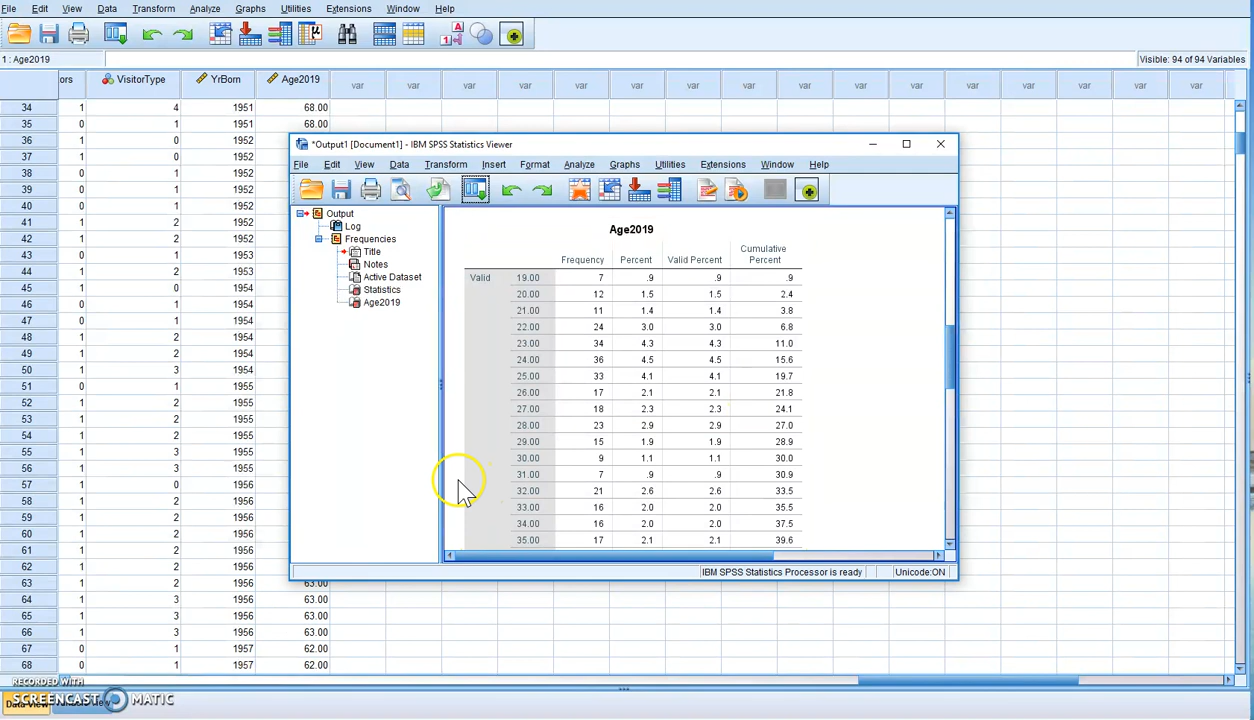 File Edit View Data Transform Analyze Graphs Utilities Extensions Window Help
1 : Age2019
Visible: 94 of 94 Variables
ors VisitorType YrBorn Age2019 var var var var var var var var var var var var var var var var
34 1 4 1951 68.00
35 0 1 1951 68.00
36 1 0 1952
37 1 0 1952
38 1 1 1952
39 0 1 1952
40 0 1 1952
41 1 2 1952
42 0 2 1952
43 0 1 1953
44 1 2 1953
45 0 1 1954
46 1 0 1954
47 0 1 1954
48 1 2 1954
49 1 2 1954
50 1 3 1954
51 0 1 1955
52 1 2 1955
53 1 2 1955
54 1 2 1955
55 1 3 1955
56 1 3 1955
57 1 0 1956
58 1 2 1956
59 1 2 1956
60 1 2 1956
61 1 2 1956
62 1 2 1956
63 1 2 1956 63.00
64 1 3 1956 63.00
65 1 3 1956 63.00
66 1 3 1956 63.00
67 0 1 1957 62.00
68 0 1 1957 62.00
*Output1 [Document1] - IBM SPSS Statistics Viewer
File Edit View Data Transform Insert Format Analyze Graphs Utilities Extensions Window Help
Output
Log
Frequencies
Title
Notes
Active Dataset
Statistics
Age2019
Age2019
Frequency Percent Valid Percent Cumulative Percent
Valid 19.00 7 .9 .9 .9
20.00 12 1.5 1.5 2.4
21.00 11 1.4 1.4 3.8
22.00 24 3.0 3.0 6.8
23.00 34 4.3 4.3 11.0
24.00 36 4.5 4.5 15.6
25.00 33 4.1 4.1 19.7
26.00 17 2.1 2.1 21.8
27.00 18 2.3 2.3 24.1
28.00 23 2.9 2.9 27.0
29.00 15 1.9 1.9 28.9
30.00 9 1.1 1.1 30.0
31.00 7 .9 .9 30.9
32.00 21 2.6 2.6 33.5
33.00 16 2.0 2.0 35.5
34.00 16 2.0 2.0 37.5
35.00 17 2.1 2.1 39.6
IBM SPSS Statistics Processor is ready Unicode:ON
RECORDED WITH
SCREENCAST MATIC
Data View